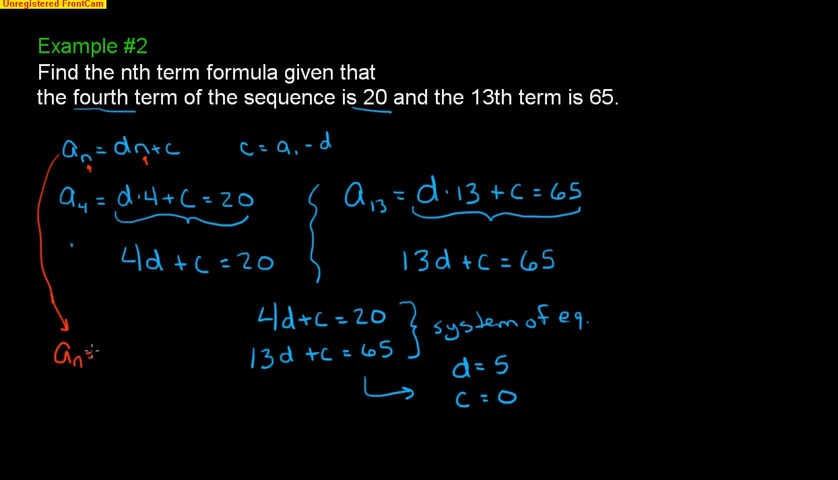 Unregistered FrontCam
Example #2
Find the nth term formula given that
the fourth term of the sequence is 20 and the 13th term is 65.
aₙ = dn + c    c = a₁ - d
a₄ = d · 4 + c = 20    a₁₃ = d · 13 + c = 65
4d + c = 20    13d + c = 65
4d + c = 20
13d + c = 65
system of eq.
d = 5
c = 0
aₙ =